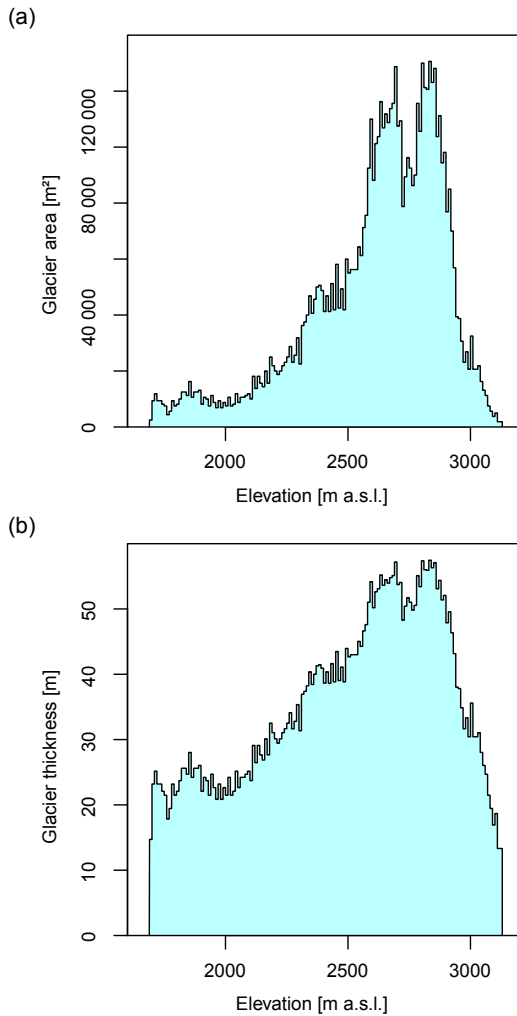 (a)
Glacier area [m²]
0
40 000
80 000
120 000
2000
2500
3000
Elevation [m a.s.l.]
(b)
Glacier thickness [m]
0
10
20
30
40
50
2000
2500
3000
Elevation [m a.s.l.]